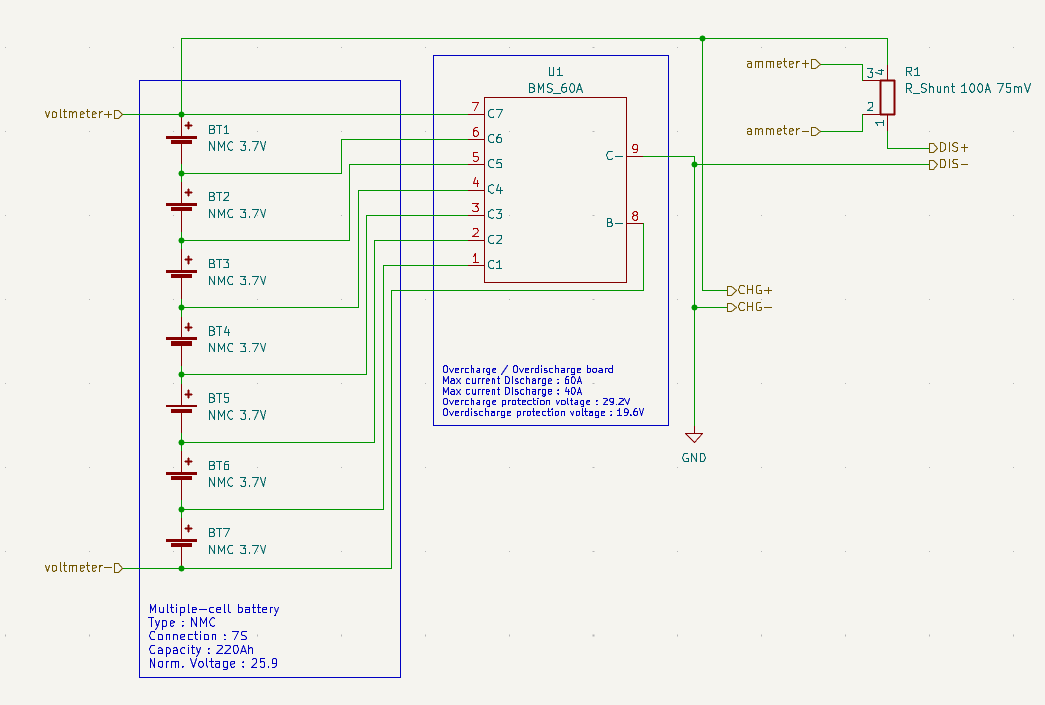 U1
BMS_60A
voltmeter+
7 C7
6 C6
5 C5
4 C4
3 C3
2 C2
1 C1
C- 9
B- 8
+ BT1
NMC 3.7V
+ BT2
NMC 3.7V
+ BT3
NMC 3.7V
+ BT4
NMC 3.7V
+ BT5
NMC 3.7V
+ BT6
NMC 3.7V
+ BT7
NMC 3.7V
voltmeter-
Multiple-cell battery
Type : NMC
Connection : 7S
Capacity : 220Ah
Norm. Voltage : 25.9
Overcharge / Overdischarge board
Max current Discharge : 60A
Max current Discharge : 40A
Overcharge protection voltage : 29.2V
Overdischarge protection voltage : 19.6V
ammeter+
3 4
R1
R_Shunt 100A 75mV
2
1
ammeter-
DIS+
DIS-
CHG+
CHG-
GND